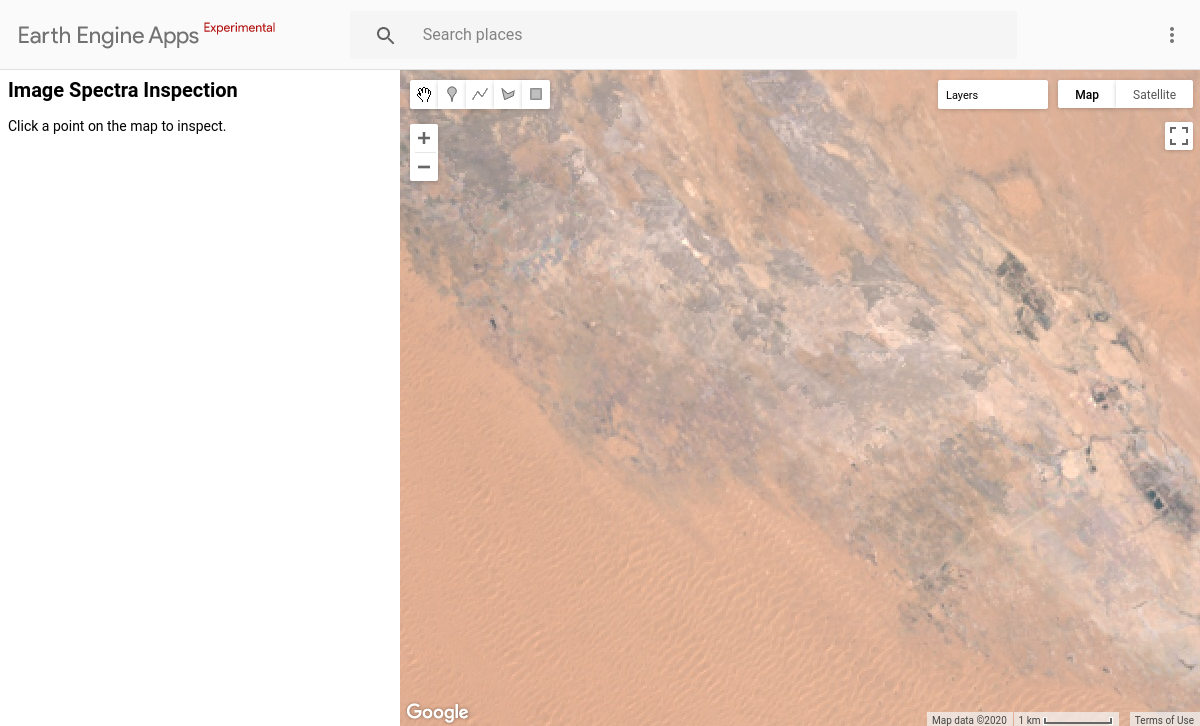 Earth Engine Apps Experimental
Search places
Image Spectra Inspection
Click a point on the map to inspect.
Layers
Map
Satellite
Google
Map data ©2020
1 km
Terms of Use